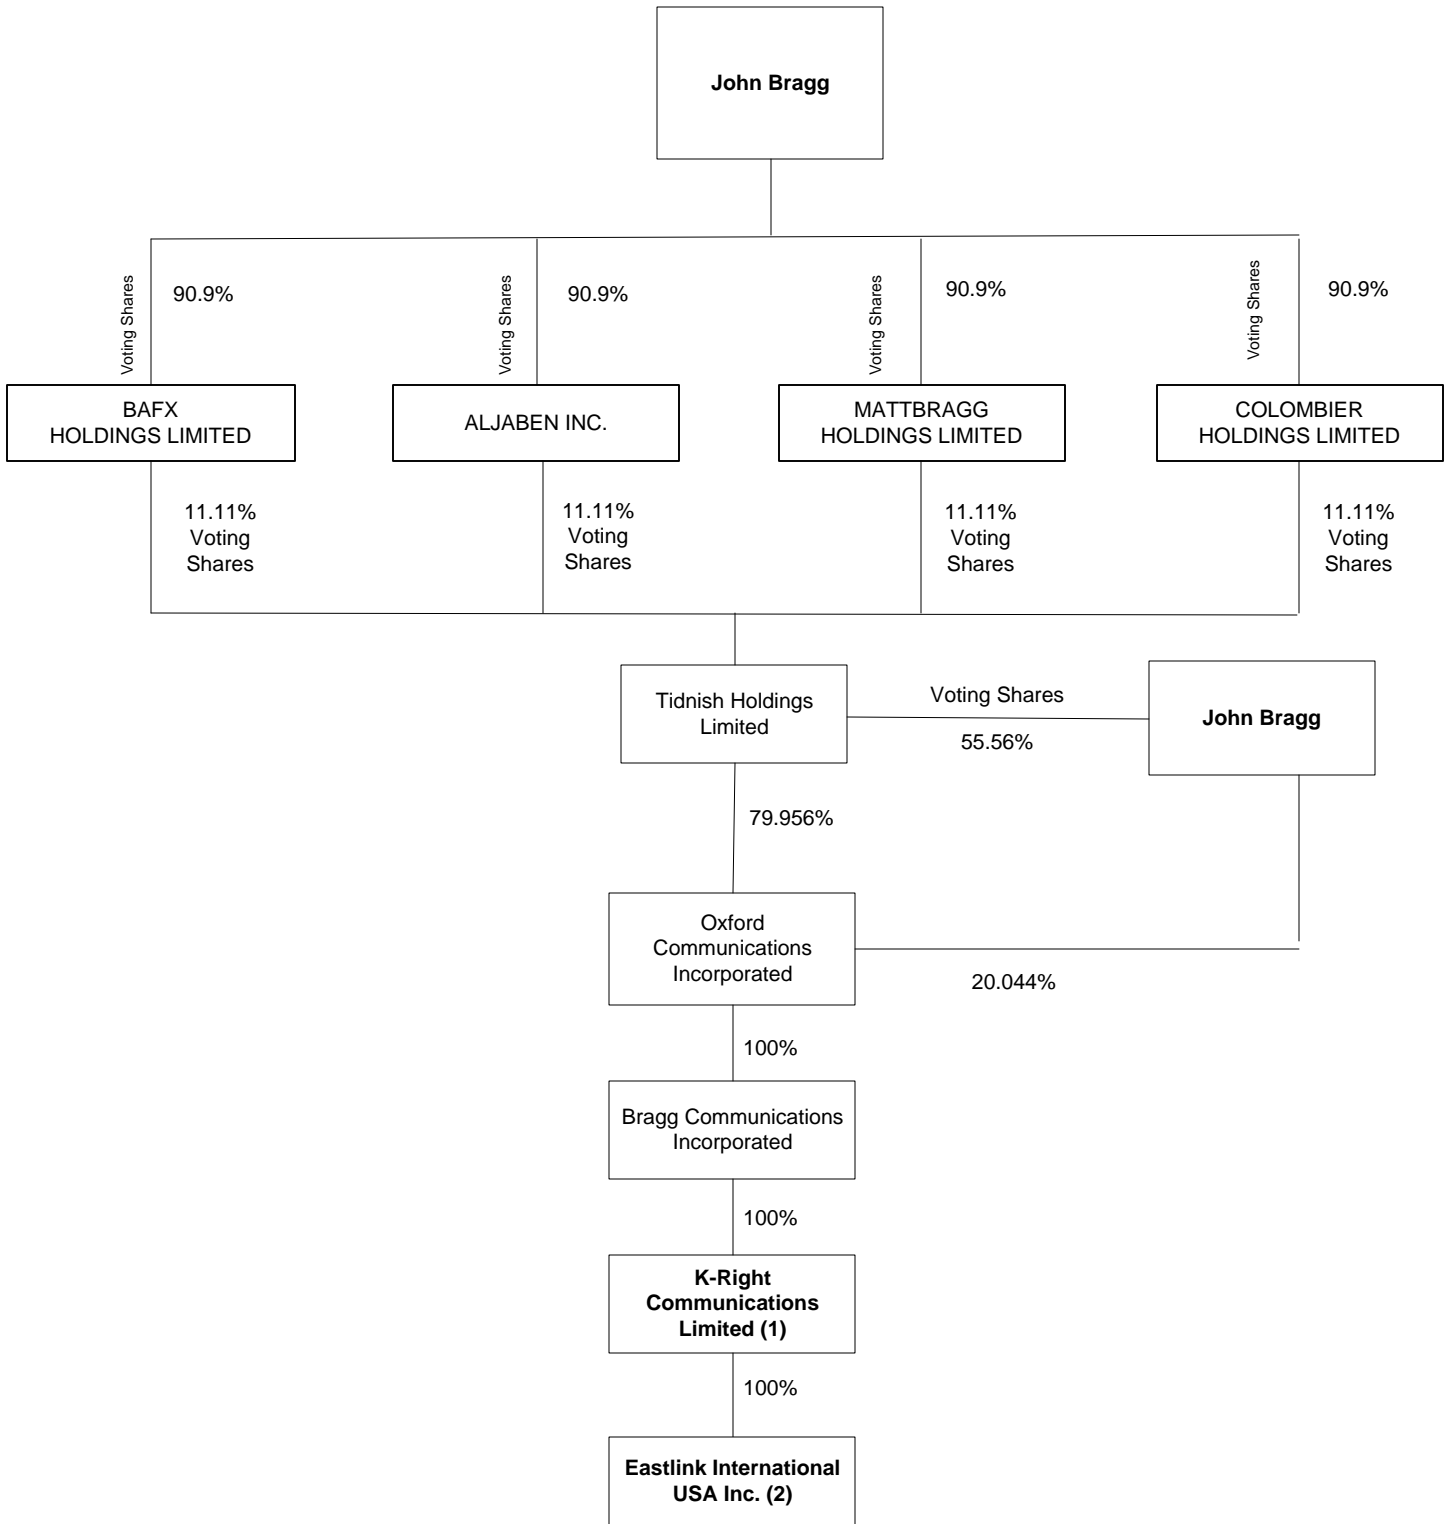 John Bragg
Voting Shares
90.9%
Voting Shares
90.9%
Voting Shares
90.9%
Voting Shares
90.9%
BAFX
HOLDINGS LIMITED
ALJABEN INC.
MATTBRAGG
HOLDINGS LIMITED
COLOMBIER
HOLDINGS LIMITED
11.11%
Voting
Shares
11.11%
Voting
Shares
11.11%
Voting
Shares
11.11%
Voting
Shares
Tidnish Holdings
Limited
Voting Shares
55.56%
John Bragg
79.956%
Oxford
Communications
Incorporated
20.044%
100%
Bragg Communications
Incorporated
100%
K-Right
Communications
Limited (1)
100%
Eastlink International
USA Inc. (2)